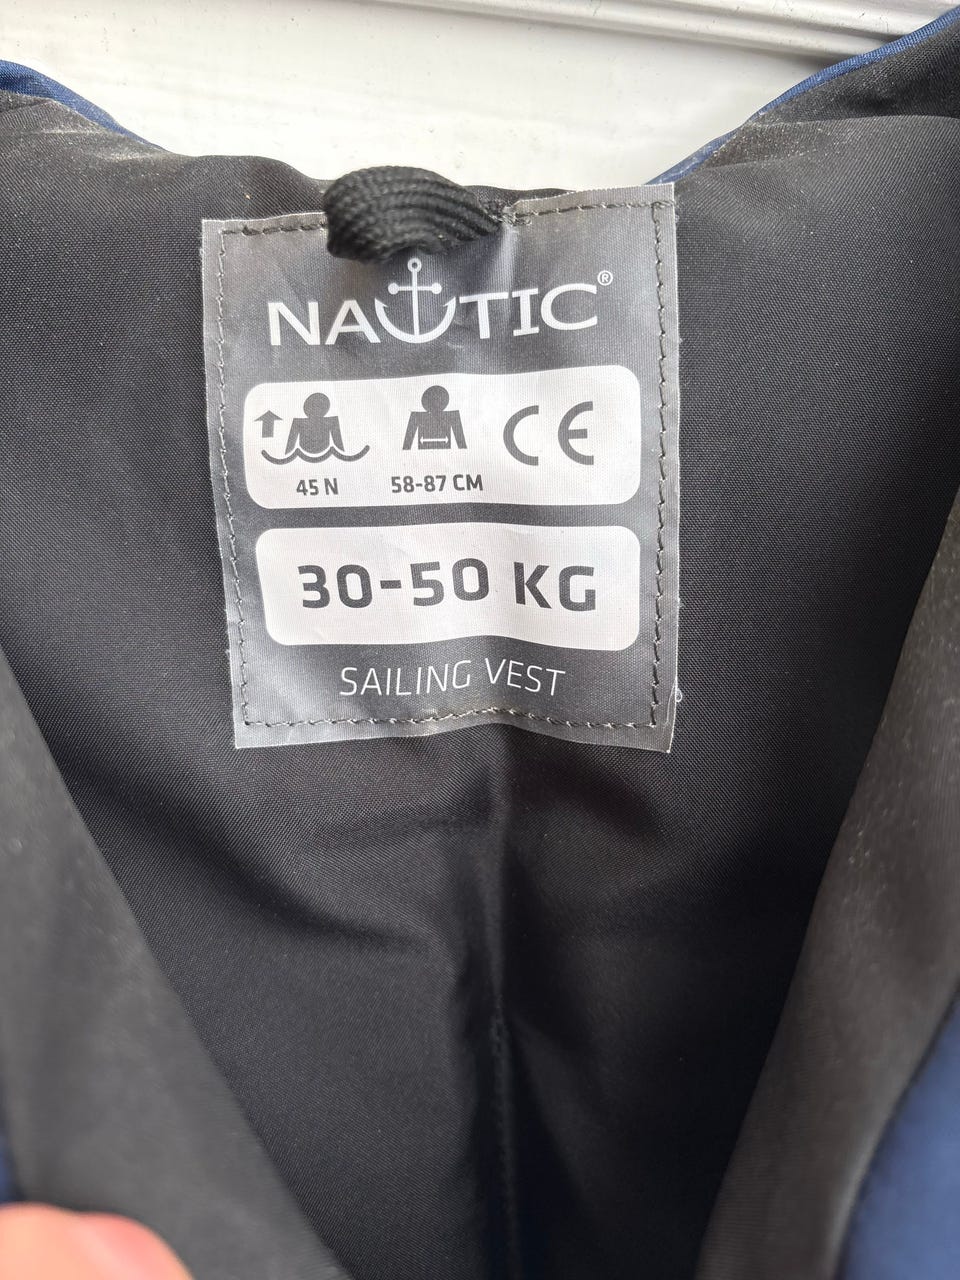 NAUTIC®
45 N
58-87 CM
CE
30-50 KG
SAILING VEST